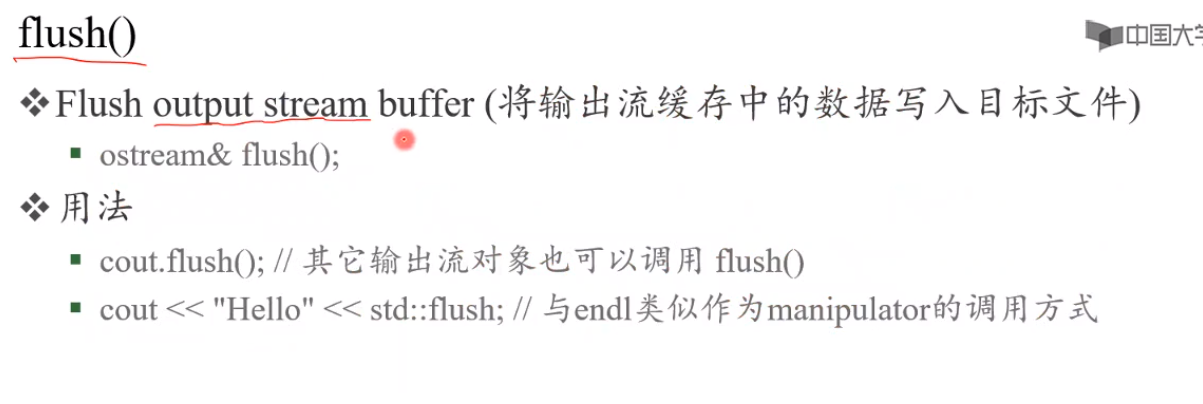 flush()
中国大学
❖Flush output stream buffer (将输出流缓存中的数据写入目标文件)
▪ ostream& flush();
❖ 用法
▪ cout.flush(); // 其它输出流对象也可以调用 flush()
▪ cout << "Hello" << std::flush; // 与endl类似作为manipulator的调用方式